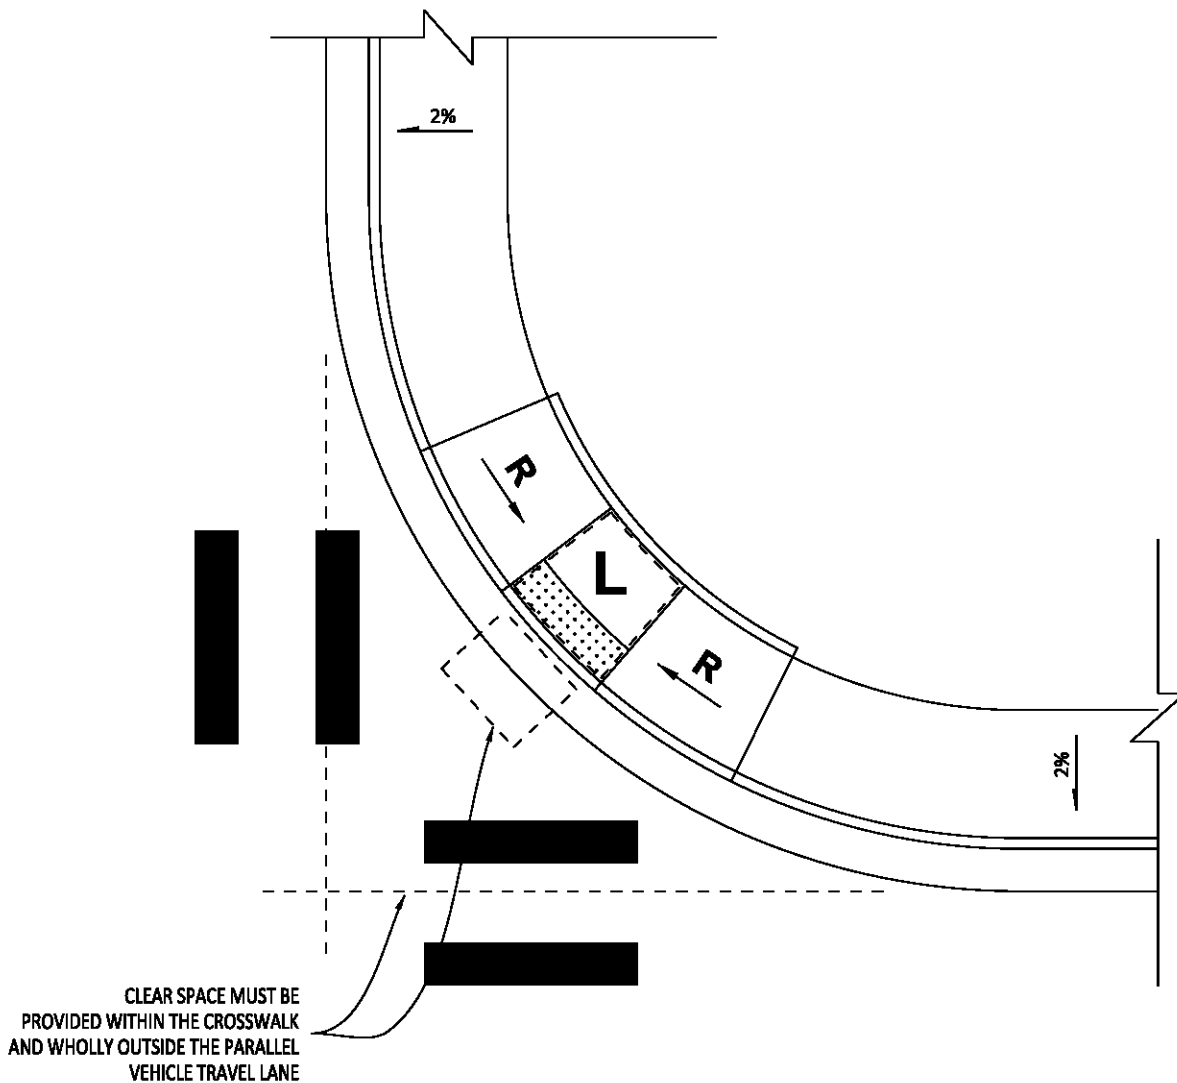 2%
R
L
R
2%
CLEAR SPACE MUST BE
PROVIDED WITHIN THE CROSSWALK
AND WHOLLY OUTSIDE THE PARALLEL
VEHICLE TRAVEL LANE